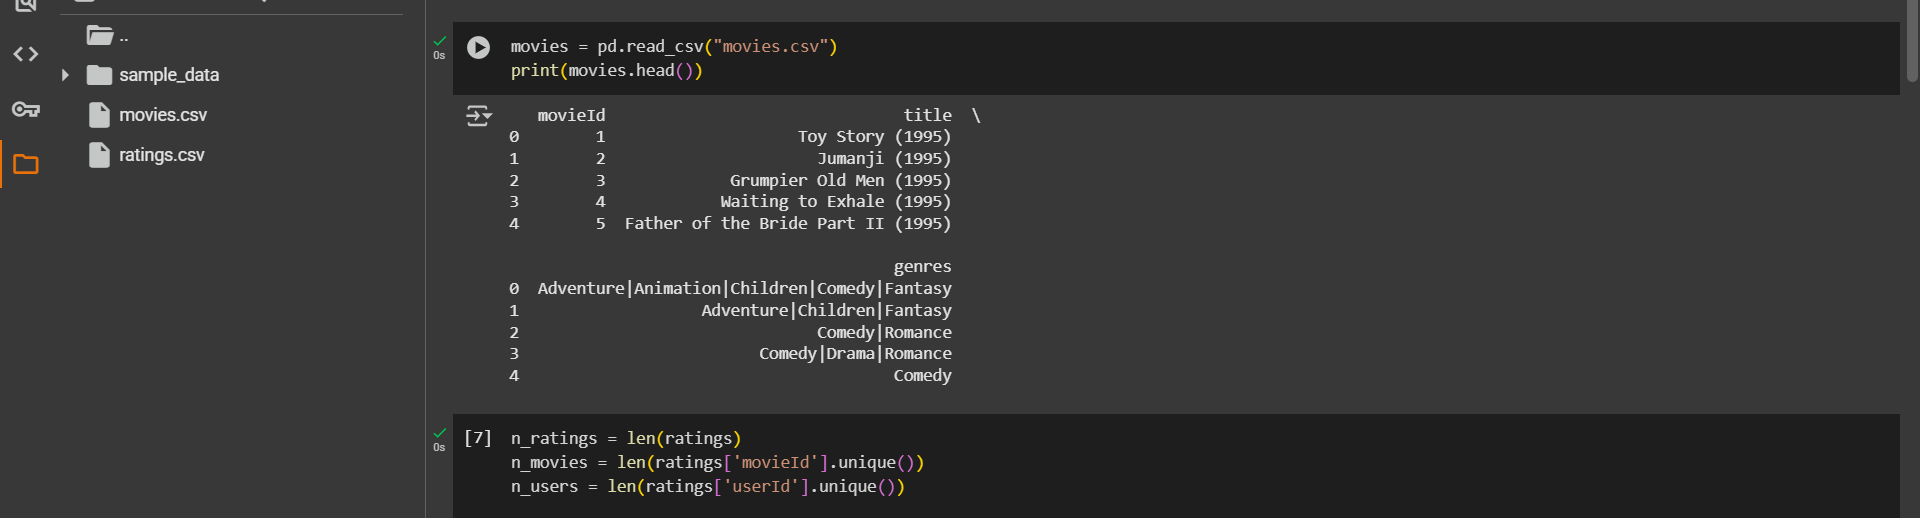 ..
sample_data
movies.csv
ratings.csv
0s
movies = pd.read_csv("movies.csv")
print(movies.head())
movieId title \
0 1 Toy Story (1995)
1 2 Jumanji (1995)
2 3 Grumpier Old Men (1995)
3 4 Waiting to Exhale (1995)
4 5 Father of the Bride Part II (1995)
genres
0 Adventure|Animation|Children|Comedy|Fantasy
1 Adventure|Children|Fantasy
2 Comedy|Romance
3 Comedy|Drama|Romance
4 Comedy
0s
[7] n_ratings = len(ratings)
n_movies = len(ratings['movieId'].unique())
n_users = len(ratings['userId'].unique())